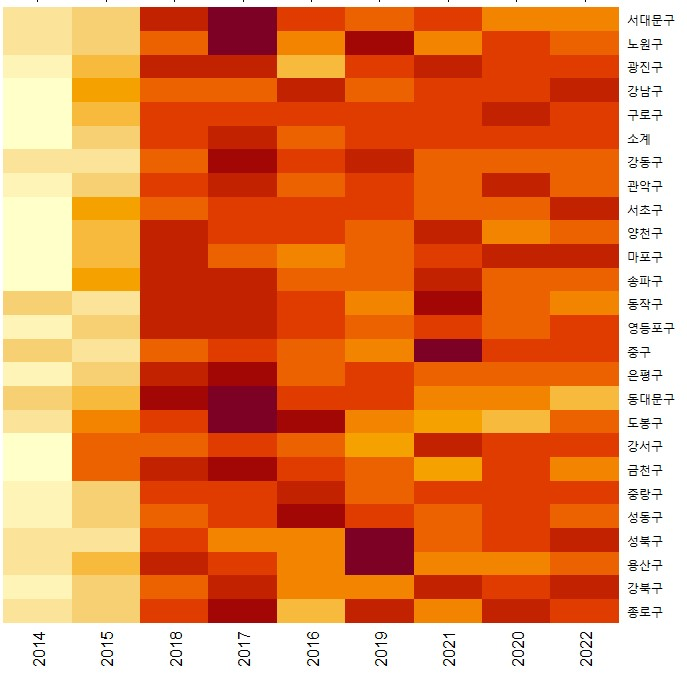 서대문구
노원구
광진구
강남구
구로구
소계
강동구
관악구
서초구
양천구
마포구
송파구
동작구
영등포구
중구
은평구
동대문구
도봉구
강서구
금천구
중랑구
성동구
성북구
용산구
강북구
종로구
2014 2015 2018 2017 2016 2019 2021 2020 2022